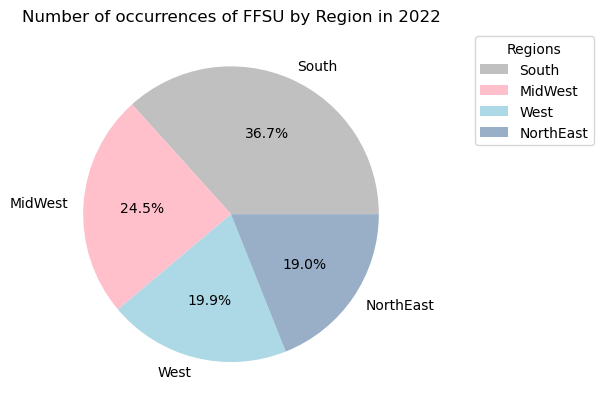 Number of occurrences of FFSU by Region in 2022
Regions
South
MidWest
West
NorthEast
South
36.7%
MidWest
24.5%
19.9%
West
19.0%
NorthEast